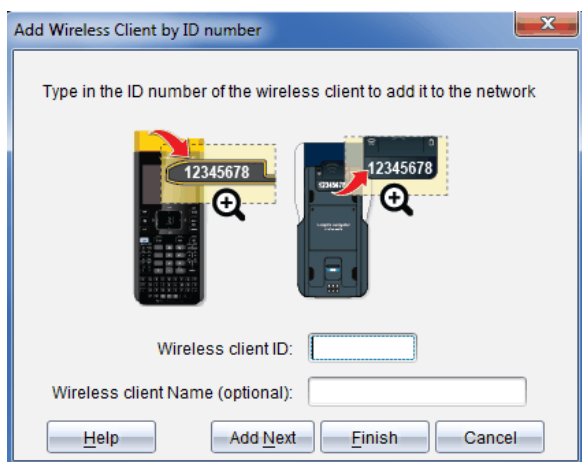 Add Wireless Client by ID number
Type in the ID number of the wireless client to add it to the network
12345678
12345678
Wireless client ID:
Wireless client Name (optional):
Help
Add Next
Finish
Cancel